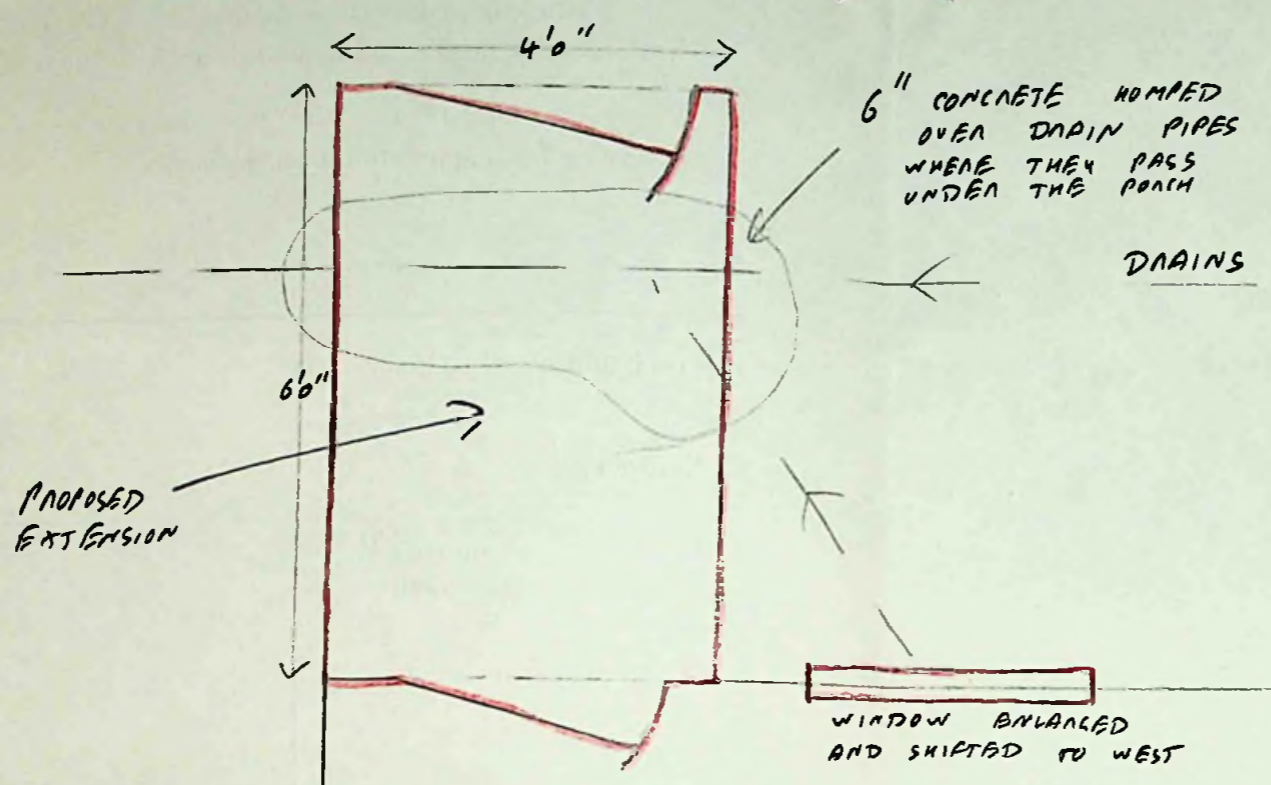 4'0"
6" CONCRETE HOMPED
OVER DRAIN PIPES
WHERE THEY PASS
UNDER THE PORCH
DRAINS
6'0"
PROPOSED
EXTENSION
WINDOW ENLARGED
AND SHIFTED TO WEST